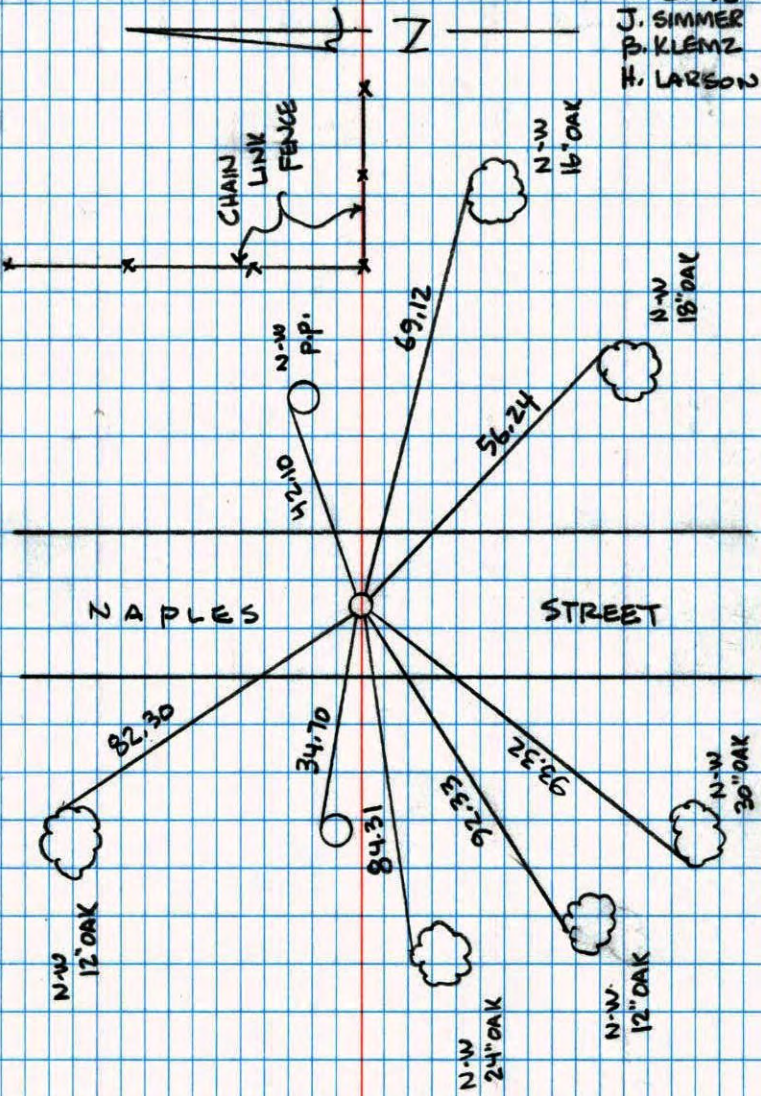 J. SIMMER
B. KLEMZ
H. LARSON
N
CHAIN
LINK
FENCE
N-W
16" OAK
N-W
P.P.
N-W
18" OAK
69.12
42.10
56.24
NAPLES STREET
82.30
34.70
84.31
92.33
93.32
N-W
30" OAK
N-W
12" OAK
N-W
12" OAK
N-W
24" OAK